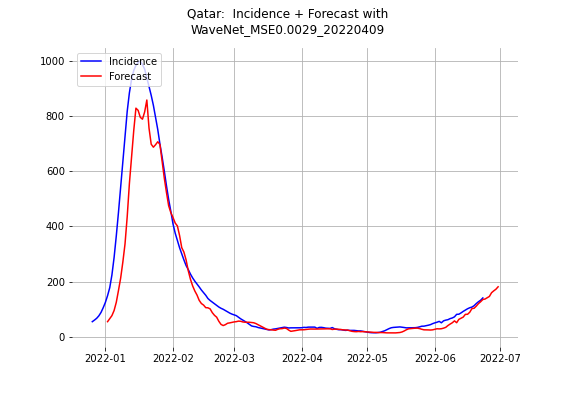 Qatar:  Incidence + Forecast with
WaveNet_MSE0.0029_20220409
Incidence
Forecast
1000
800
600
400
200
0
2022-01 2022-02 2022-03 2022-04 2022-05 2022-06 2022-07